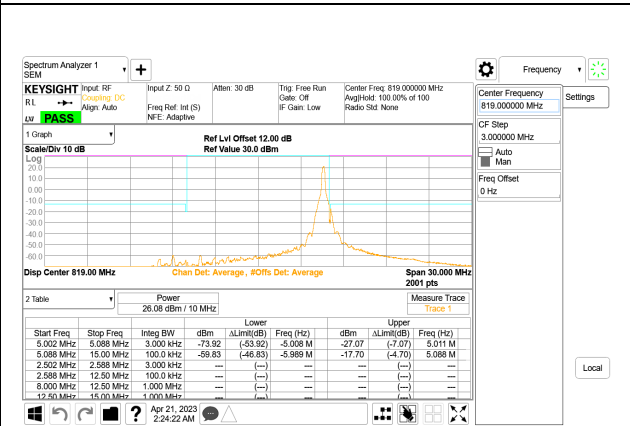 Spectrum Analyzer 1
SEM
Frequency
KEYSIGHT
Input: RF
Coupling: DC
Align: Auto
Input Z: 50 Ω
Freq Ref: Int (S)
NFE: Adaptive
Atten: 30 dB
Trig: Free Run
Gate: Off
IF Gain: Low
Center Freq: 819.000000 MHz
Avg|Hold: 100.00% of 100
Radio Std: None
RL
LXI PASS
Center Frequency
819.000000 MHz
Settings
CF Step
3.000000 MHz
Auto
Man
Freq Offset
0 Hz
1 Graph
Ref Lvl Offset 12.00 dB
Scale/Div 10 dB
Ref Value 30.0 dBm
Log
20.0
10.0
0.00
-10.0
-20.0
-30.0
-40.0
-50.0
-60.0
Disp Center 819.00 MHz
Chan Det: Average, #Offs Det: Average
Span 30.000 MHz
2001 pts
2 Table
Power
26.08 dBm / 10 MHz
Measure Trace
Trace 1
Lower Upper
Start Freq Stop Freq Integ BW dBm ΔLimit(dB) Freq (Hz) dBm ΔLimit(dB) Freq (Hz)
5.002 MHz 5.088 MHz 3.000 kHz -73.92 (-53.92) -5.008 M -27.07 (-7.07) 5.011 M
5.088 MHz 15.00 MHz 100.0 kHz -59.83 (-46.83) -5.989 M -17.70 (-4.70) 5.088 M
2.502 MHz 2.588 MHz 3.000 kHz --- (---) --- --- (---) ---
2.588 MHz 12.50 MHz 100.0 kHz --- (---) --- --- (---) ---
8.000 MHz 12.50 MHz 1.000 MHz --- (---) --- --- (---) ---
12.50 MHz 15.00 MHz 1.000 MHz --- (---) --- --- (---) ---
Local
Apr 21, 2023
2:24:22 AM